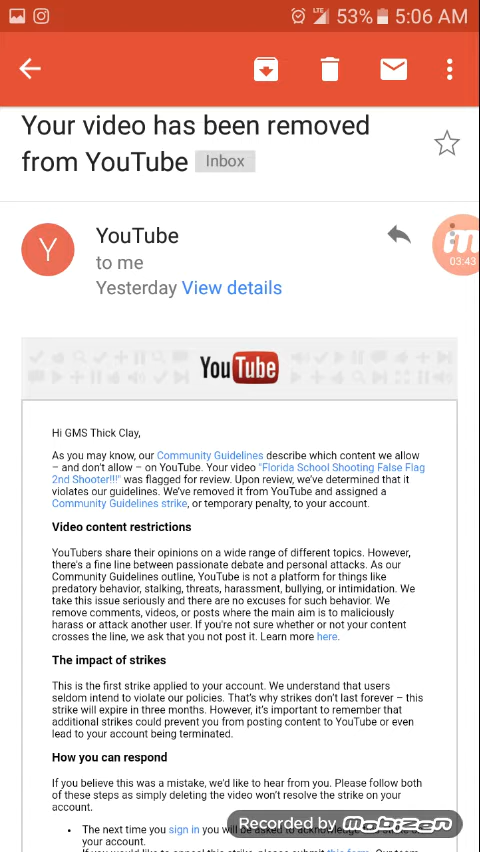 LTE 53% 5:06 AM
Your video has been removed
from YouTube Inbox
Y
YouTube
to me
Yesterday View details
03:43
YouTube
Hi GMS Thick Clay,
As you may know, our Community Guidelines describe which content we allow
– and don't allow – on YouTube. Your video "Florida School Shooting False Flag
2nd Shooter!!!" was flagged for review. Upon review, we've determined that it
violates our guidelines. We've removed it from YouTube and assigned a
Community Guidelines strike, or temporary penalty, to your account.
Video content restrictions
YouTubers share their opinions on a wide range of different topics. However,
there's a fine line between passionate debate and personal attacks. As our
Community Guidelines outline, YouTube is not a platform for things like
predatory behavior, stalking, threats, harassment, bullying, or intimidation. We
take this issue seriously and there are no excuses for such behavior. We
remove comments, videos, or posts where the main aim is to maliciously
harass or attack another user. If you're not sure whether or not your content
crosses the line, we ask that you not post it. Learn more here.
The impact of strikes
This is the first strike applied to your account. We understand that users
seldom intend to violate our policies. That's why strikes don't last forever – this
strike will expire in three months. However, it's important to remember that
additional strikes could prevent you from posting content to YouTube or even
lead to your account being terminated.
How you can respond
If you believe this was a mistake, we'd like to hear from you. Please follow both
of these steps as simply deleting the video won't resolve the strike on your
account.
• The next time you sign in you will be asked to acknowledge
your account.
Recorded by Mobizen